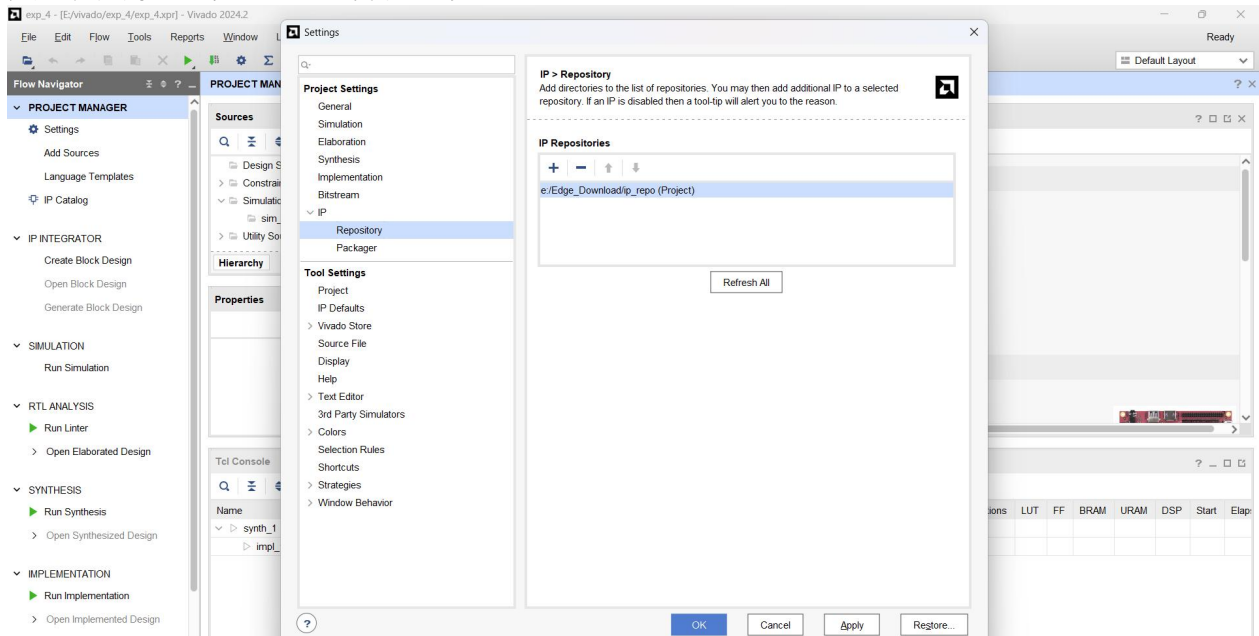 exp_4 - [E:/vivado/exp_4/exp_4.xpr] - Vivado 2024.2
File Edit Flow Tools Reports Window
Ready
Default Layout
Flow Navigator
PROJECT MANAGER
Settings
Add Sources
Language Templates
IP Catalog
IP INTEGRATOR
Create Block Design
Open Block Design
Generate Block Design
SIMULATION
Run Simulation
RTL ANALYSIS
Run Linter
Open Elaborated Design
SYNTHESIS
Run Synthesis
Open Synthesized Design
IMPLEMENTATION
Run Implementation
Open Implemented Design
PROJECT MAN
Sources
Design S
Constrai
Simulatio
sim_
Utility So
Hierarchy
Properties
Tcl Console
Name
synth_1
impl_
Settings
Project Settings
General
Simulation
Elaboration
Synthesis
Implementation
Bitstream
IP
Repository
Packager
Tool Settings
Project
IP Defaults
Vivado Store
Source File
Display
Help
Text Editor
3rd Party Simulators
Colors
Selection Rules
Shortcuts
Strategies
Window Behavior
IP > Repository
Add directories to the list of repositories. You may then add additional IP to a selected
repository. If an IP is disabled then a tool-tip will alert you to the reason.
IP Repositories
e:/Edge_Download/ip_repo (Project)
Refresh All
OK Cancel Apply Restore...
ions LUT FF BRAM URAM DSP Start Elap